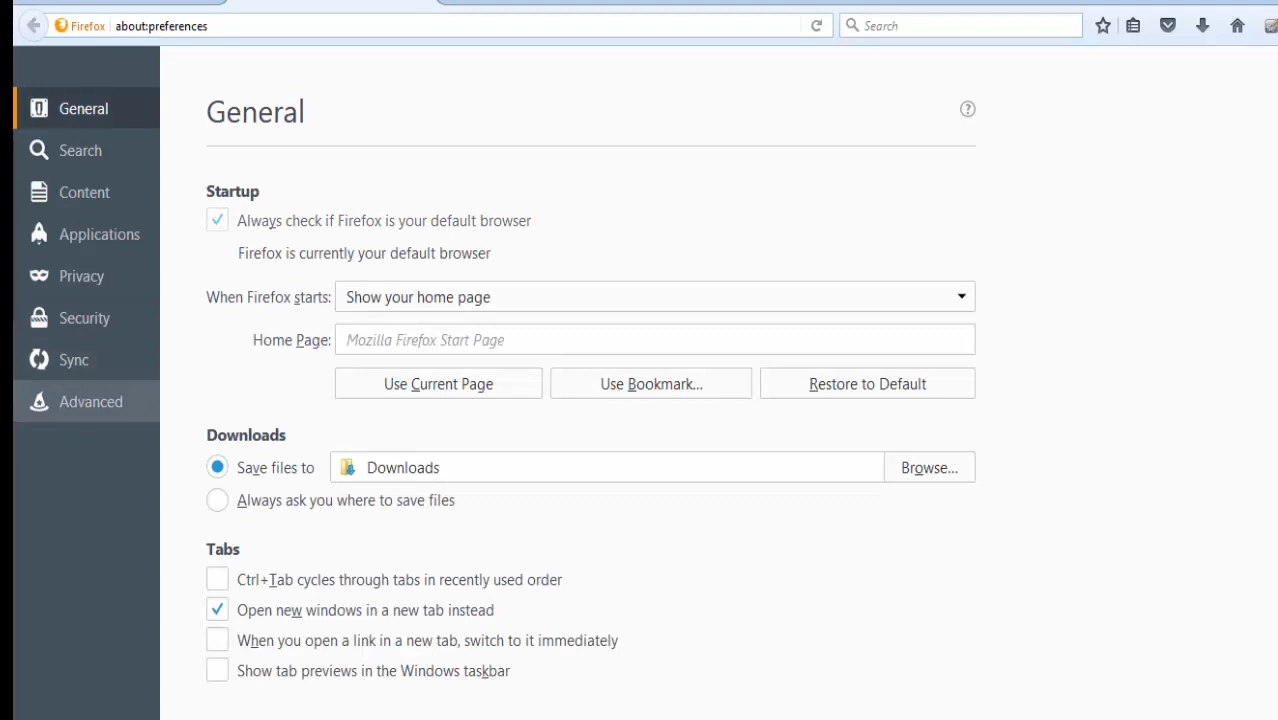 Firefox about:preferences Search
General
Search
Content
Applications
Privacy
Security
Sync
Advanced
General
?
Startup
Always check if Firefox is your default browser
Firefox is currently your default browser
When Firefox starts: Show your home page
Home Page: Mozilla Firefox Start Page
Use Current Page Use Bookmark... Restore to Default
Downloads
Save files to Downloads Browse...
Always ask you where to save files
Tabs
Ctrl+Tab cycles through tabs in recently used order
Open new windows in a new tab instead
When you open a link in a new tab, switch to it immediately
Show tab previews in the Windows taskbar